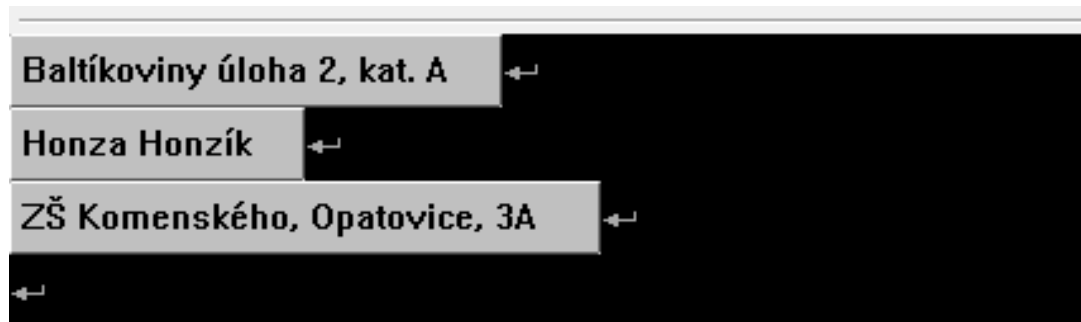 Baltíkoviny úloha 2, kat. A
Honza Honzík
ZŠ Komenského, Opatovice, 3A